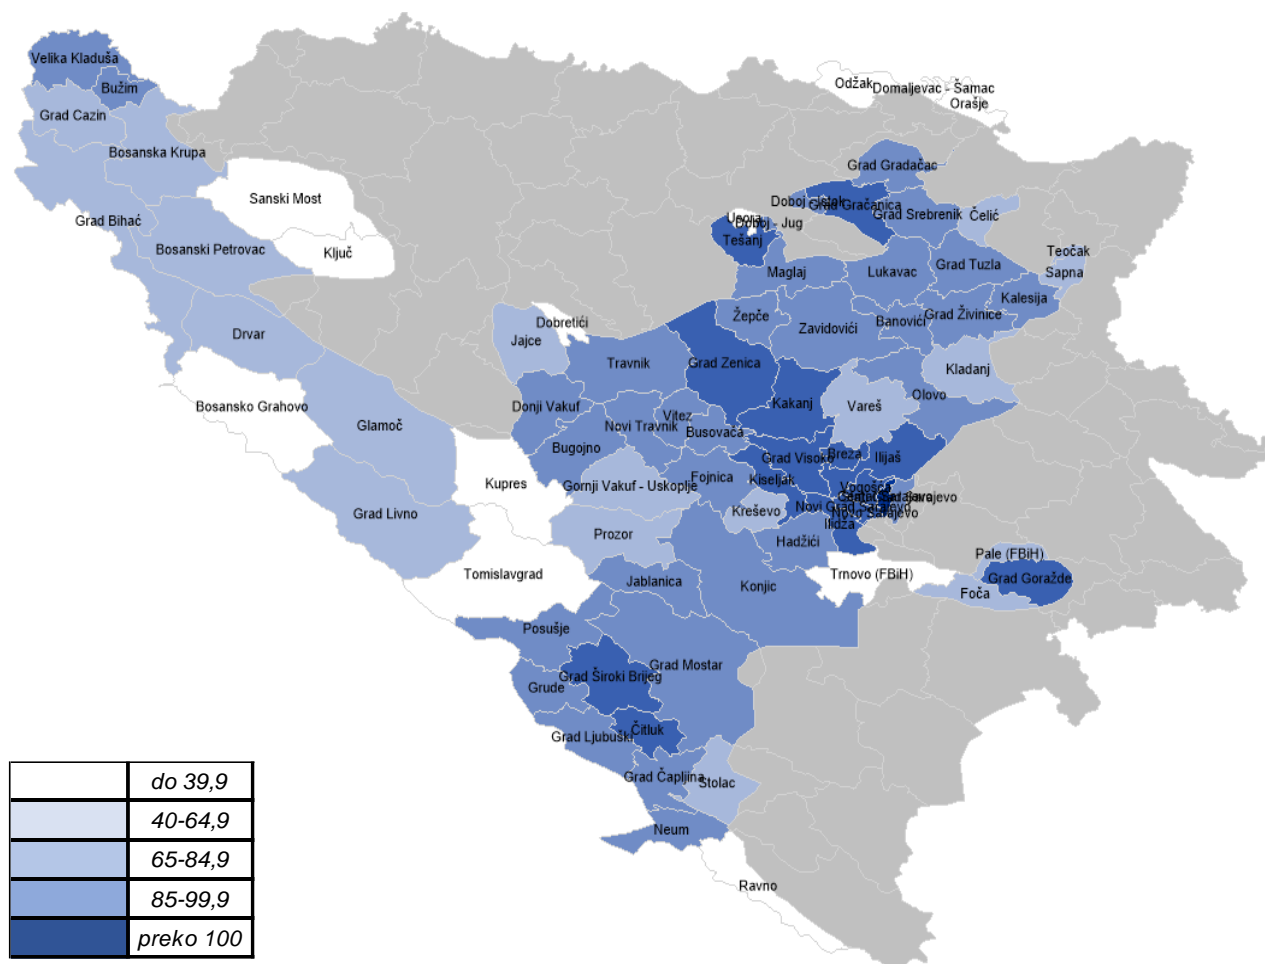 Velika Kladuša
Bužim
Odžak
Domaljevac - Šamac
Orašje
Grad Cazin
Bosanska Krupa
Grad Gradačac
Sanski Most
Doboj - Istok
Grad Gračanica
Grad Srebrenik
Čelić
Grad Bihać
Usora
Doboj - Jug
Tešanj
Bosanski Petrovac
Ključ
Teočak
Sapna
Maglaj
Lukavac
Grad Tuzla
Kalesija
Žepče
Zavidovići
Banovići
Grad Živinice
Dobretići
Jajce
Drvar
Travnik
Grad Zenica
Kladanj
Bosansko Grahovo
Donji Vakuf
Kakanj
Vareš
Olovo
Glamoč
Novi Travnik
Vitez
Busovača
Bugojno
Grad Visoko
Breza
Ilijaš
Kupres
Gornji Vakuf - Uskoplje
Fojnica
Kiseljak
Vogošća
Grad Livno
Kreševo
Novi Grad Sarajevo
Novo Sarajevo
Ilidža
Prozor
Hadžići
Pale (FBiH)
Tomislavgrad
Jablanica
Konjic
Trnovo (FBiH)
Grad Goražde
Foča
Posušje
Grad Mostar
Grad Široki Brijeg
Grude
Grad Ljubuški
Čitluk
Grad Čapljina
Stolac
Neum
Ravno
do 39,9
40-64,9
65-84,9
85-99,9
preko 100